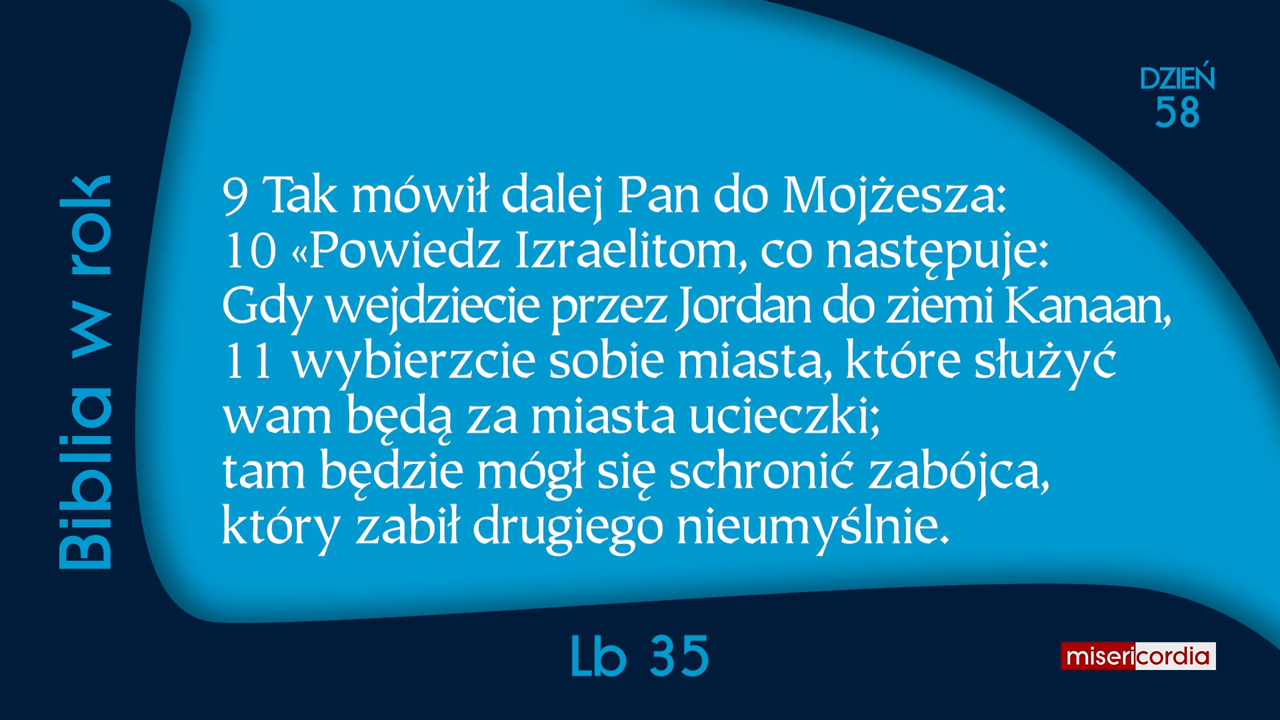 DZIEŃ
58
Biblia w rok
9 Tak mówił dalej Pan do Mojżesza:
10 «Powiedz Izraelitom, co następuje:
Gdy wejdziecie przez Jordan do ziemi Kanaan,
11 wybierzcie sobie miasta, które służyć
wam będą za miasta ucieczki;
tam będzie mógł się schronić zabójca,
który zabił drugiego nieumyślnie.
Lb 35
misericordia